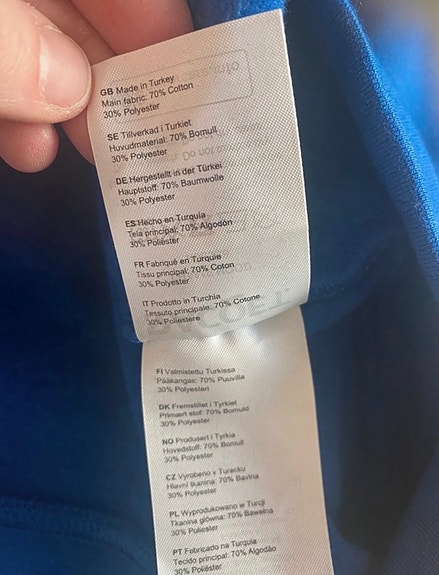 GB Made in Turkey
Main fabric: 70% Cotton
30% Polyester
SE Tillverkad i Turkiet
Huvudmaterial: 70% Bomull
30% Polyester
DE Hergestellt in der Türkei
Hauptstoff: 70% Baumwolle
30% Polyester
ES Hecho en Turquia
Tela principal: 70% Algodón
30% Poliéster
FR Fabriqué en Turquie
Tissu principal: 70% Coton
30% Polyester
IT Prodotto in Turchia
Tessuto principale: 70% Cotone
30% Poliestere
FI Valmistettu Turkissa
Pääkangas: 70% Puuvilla
30% Polyesteri
DK Fremstillet i Tyrkiet
Primært stof: 70% Bomuld
30% Polyester
NO Produsert i Tyrkia
Hovedstoff: 70% Bomull
30% Polyester
CZ Vyrobeno v Turecku
Hlavní tkanina: 70% Bavlna
30% Polyester
PL Wyprodukowano w Turcji
Tkanina główna: 70% Bawełna
30% Poliester
PT Fabricado na Turquia
Tecido principal: 70% Algodão
30% Poliéster